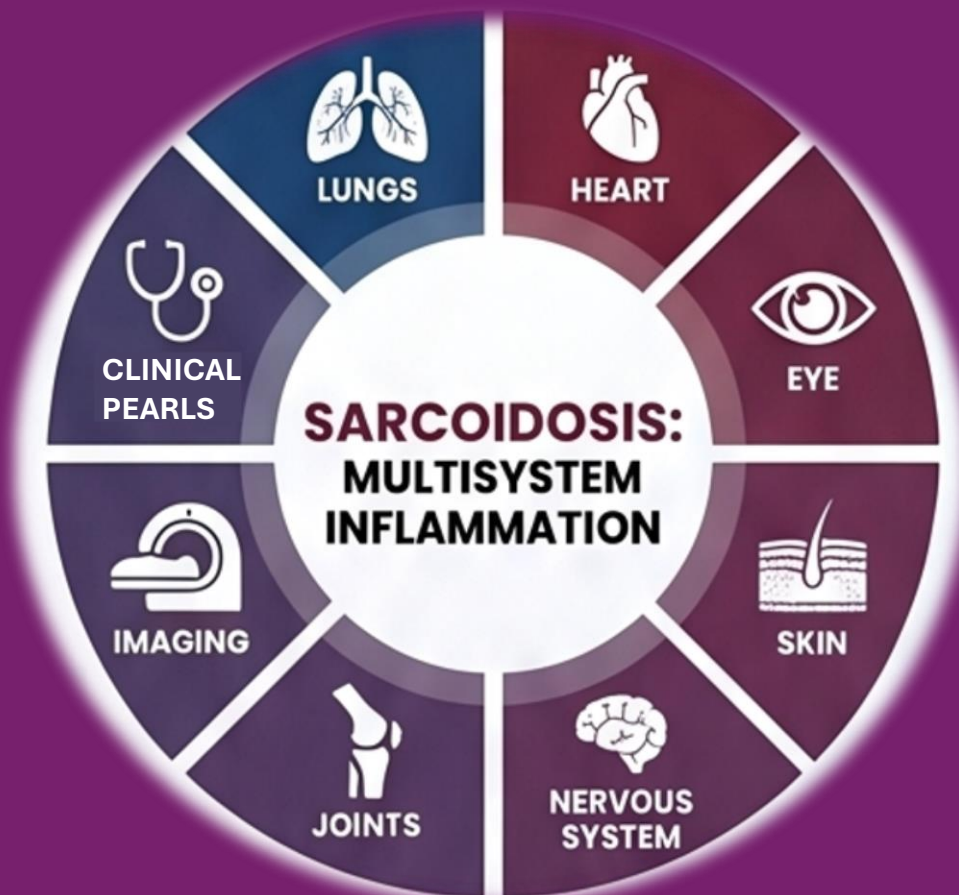 LUNGS
HEART
CLINICAL
PEARLS
EYE
SARCOIDOSIS:
MULTISYSTEM
INFLAMMATION
IMAGING
SKIN
JOINTS
NERVOUS
SYSTEM